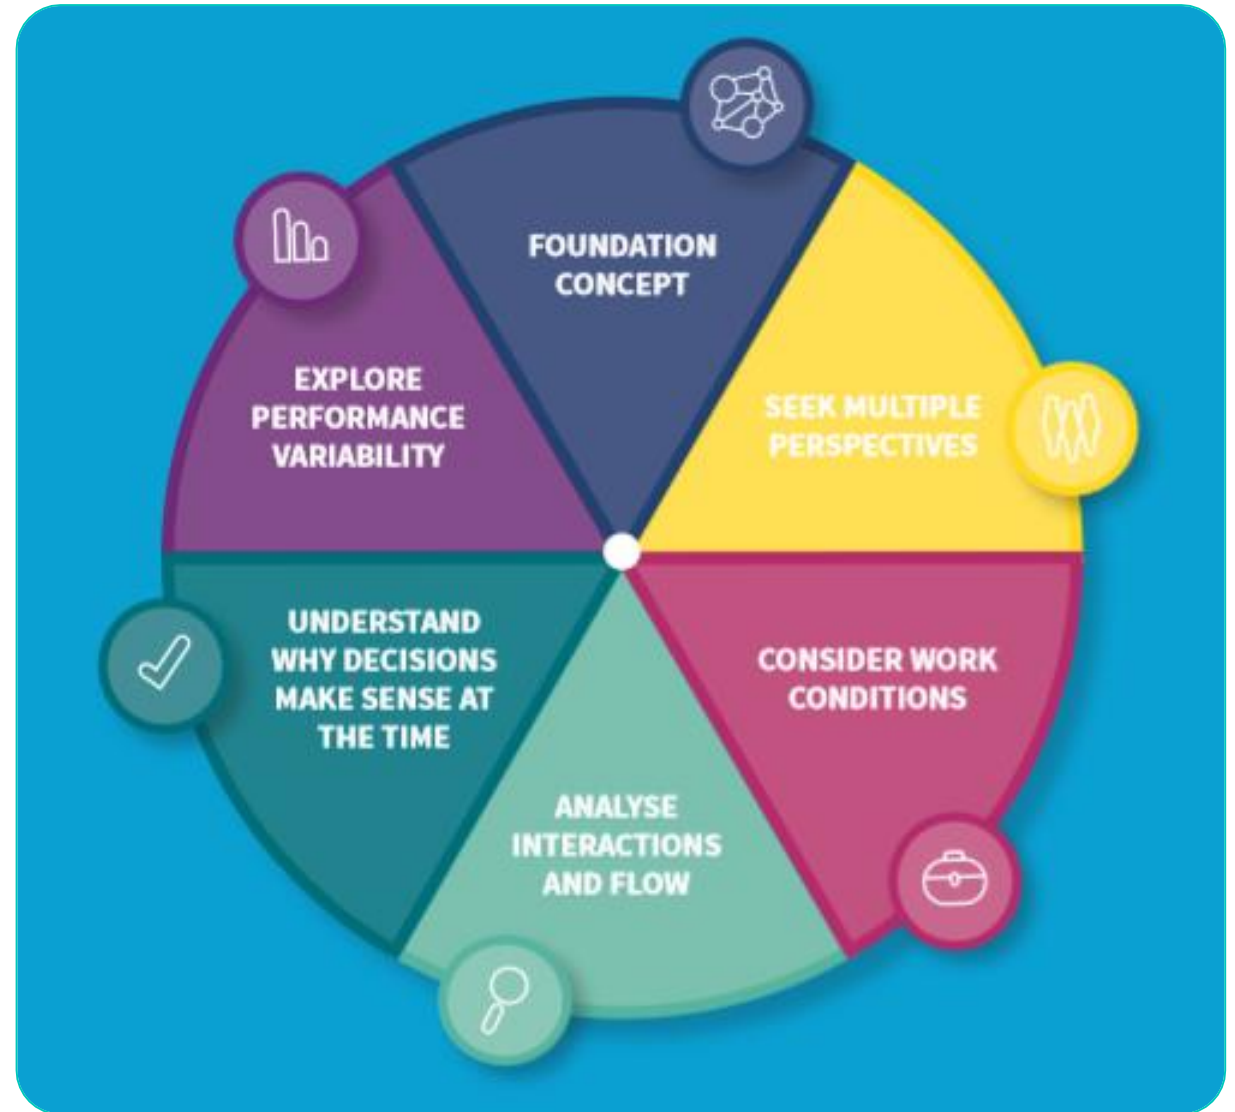 FOUNDATION
CONCEPT
SEEK MULTIPLE
PERSPECTIVES
CONSIDER WORK
CONDITIONS
ANALYSE
INTERACTIONS
AND FLOW
UNDERSTAND
WHY DECISIONS
MAKE SENSE AT
THE TIME
EXPLORE
PERFORMANCE
VARIABILITY